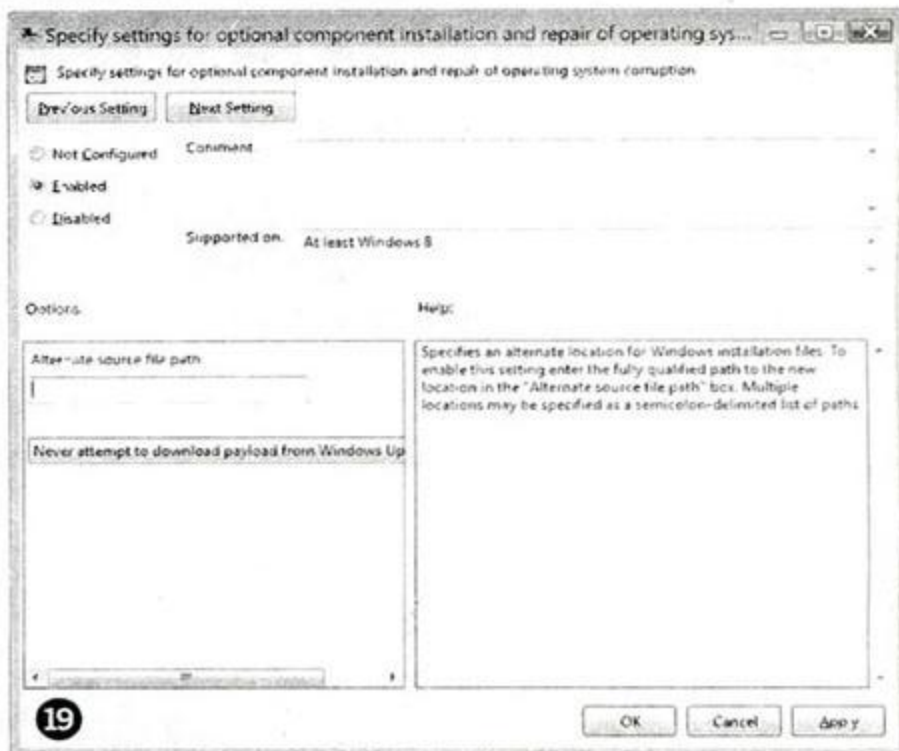 Specify settings for optional component installation and repair of operating sys...
Specify settings for optional component installation and repair of operating system corruption
Previous Setting
Next Setting
Not Configured
Comment
Enabled
Disabled
Supported on:
At least Windows 8
Options:
Help:
Alternate source file path
Never attempt to download payload from Windows Up
Specifies an alternate location for Windows installation files. To
enable this setting enter the fully qualified path to the new
location in the "Alternate source file path" box. Multiple
locations may be specified as a semicolon-delimited list of paths
19
OK
Cancel
Apply